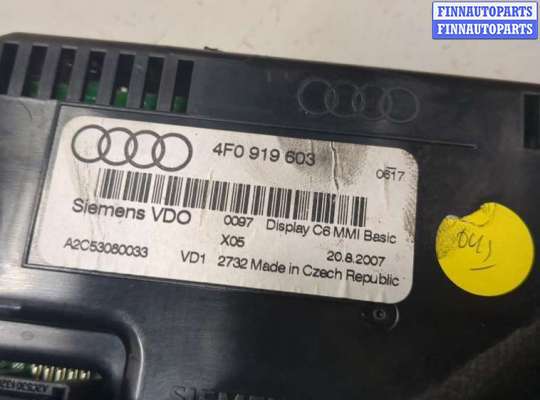 FINNAUTOPARTS
FINNAUTOPARTS
4F0 919 603
0617
Siemens VDO
0097 Display C6 MMI Basic
X05 20.8.2007
A2C53080033 VD1 2732 Made in Czech Republic